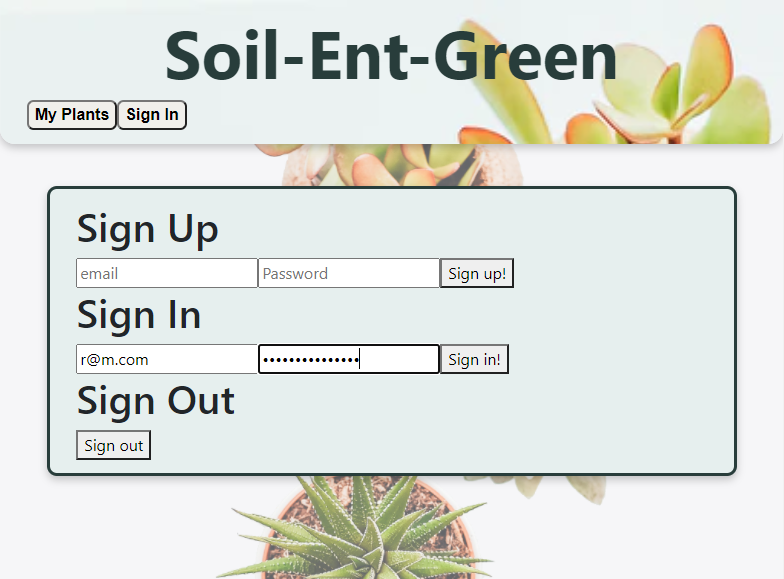 Soil-Ent-Green
My Plants Sign In
Sign Up
email Password Sign up!
Sign In
r@m.com ••••••••••••••• Sign in!
Sign Out
Sign out